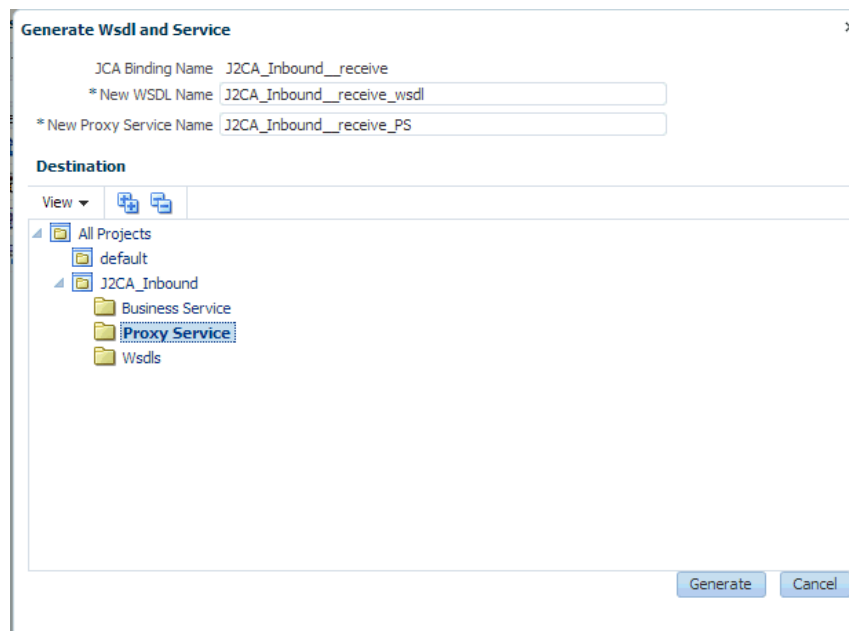 Generate Wsdl and Service
JCA Binding Name J2CA_Inbound__receive
* New WSDL Name J2CA_Inbound__receive_wsdl
* New Proxy Service Name J2CA_Inbound__receive_PS
Destination
View
All Projects
default
J2CA_Inbound
Business Service
Proxy Service
Wsdls
Generate Cancel